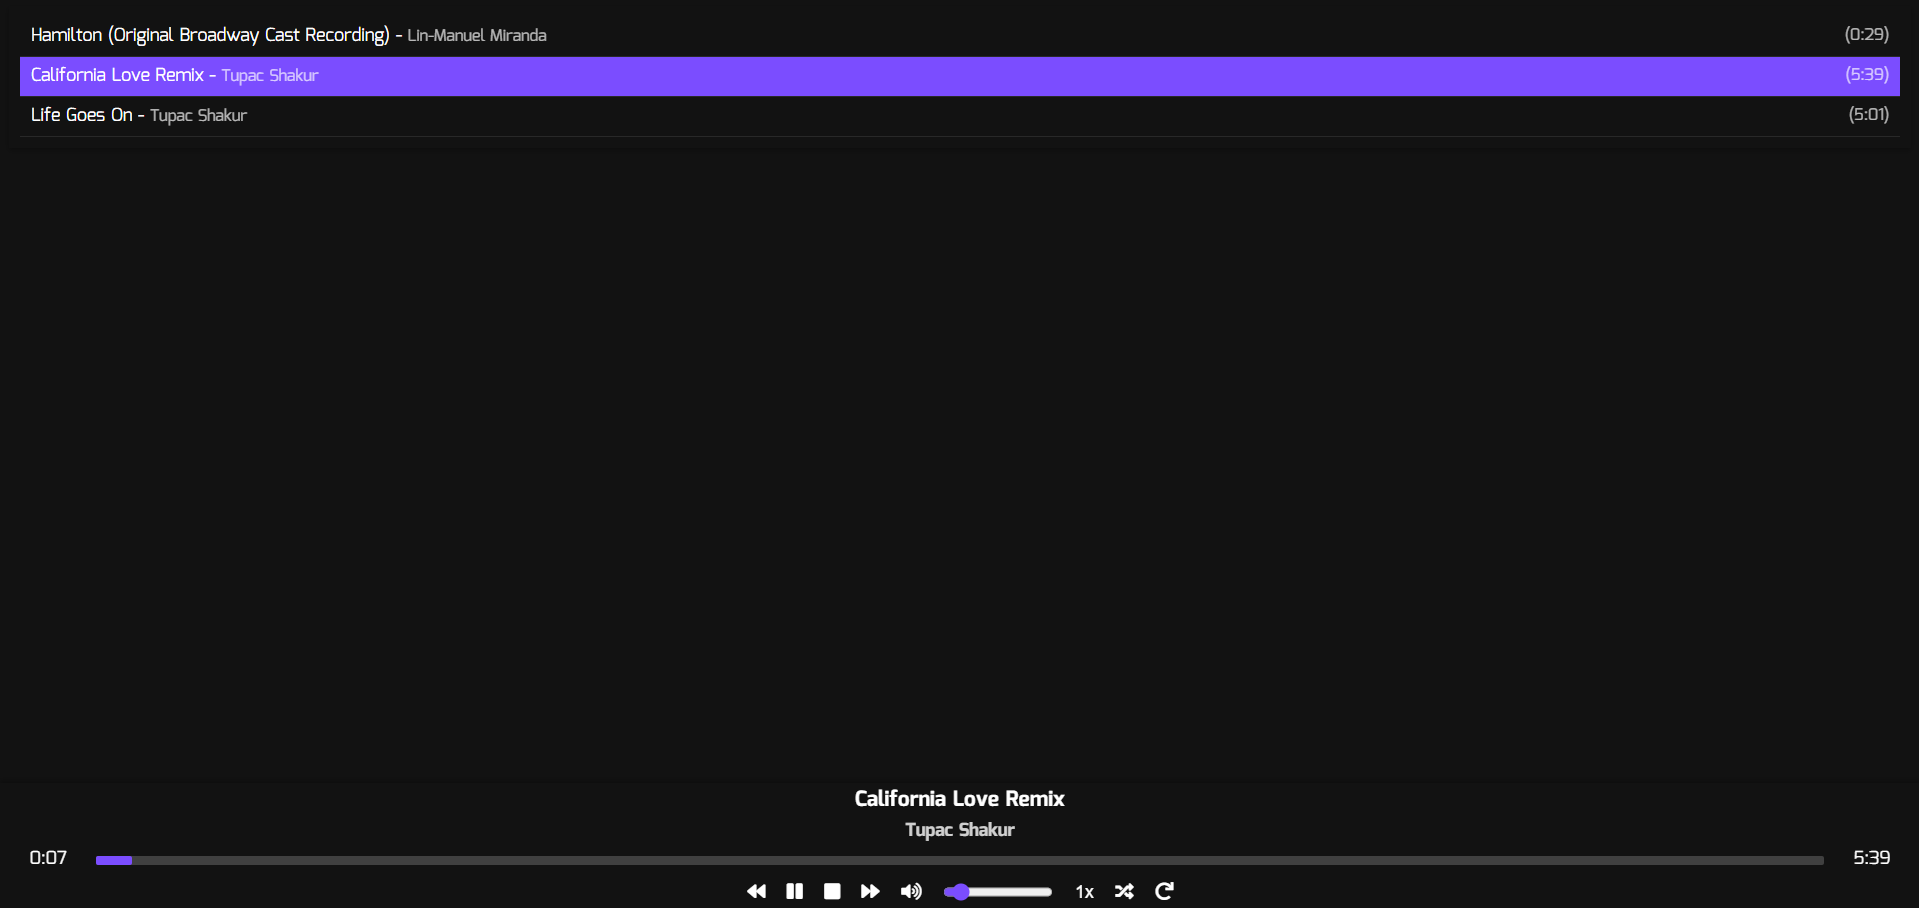 Hamilton (Original Broadway Cast Recording) - Lin-Manuel Miranda (0:29)
California Love Remix - Tupac Shakur (5:39)
Life Goes On - Tupac Shakur (5:01)
California Love Remix
Tupac Shakur
0:07 5:39
1x